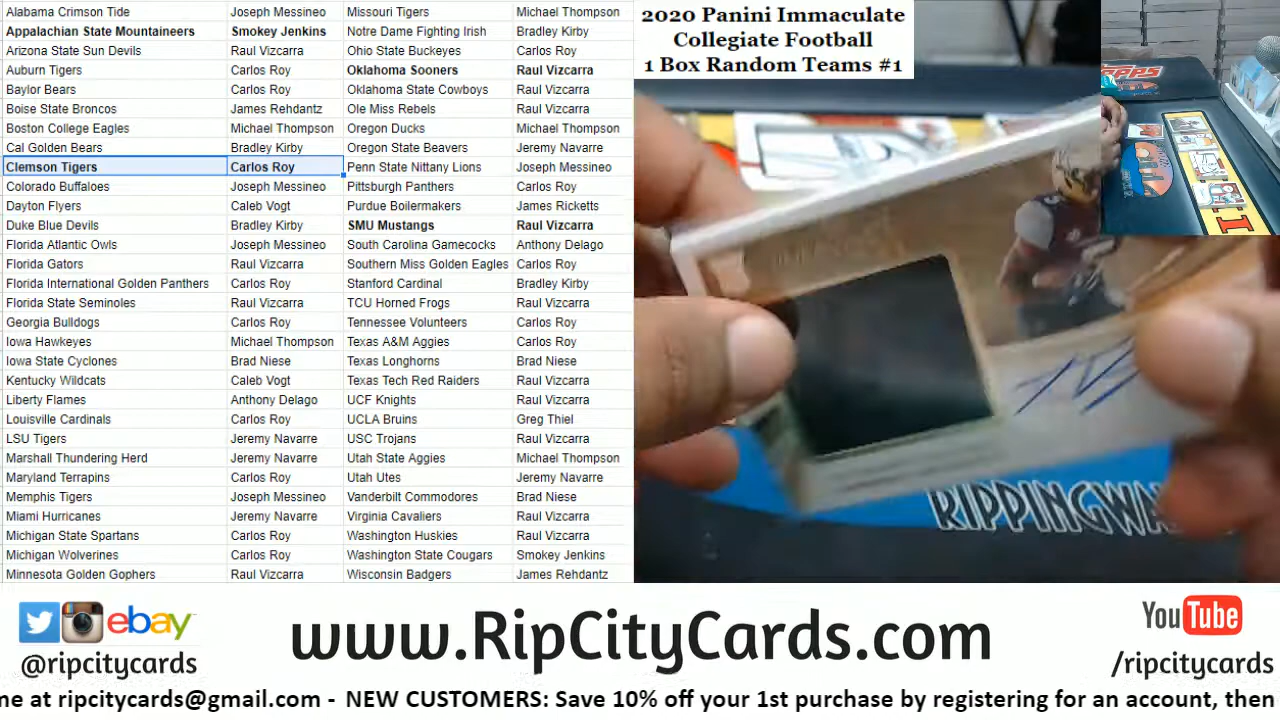 Alabama Crimson Tide Joseph Messineo Missouri Tigers Michael Thompson
Appalachian State Mountaineers Smokey Jenkins Notre Dame Fighting Irish Bradley Kirby
Arizona State Sun Devils Raul Vizcarra Ohio State Buckeyes Carlos Roy
Auburn Tigers Carlos Roy Oklahoma Sooners Raul Vizcarra
Baylor Bears Carlos Roy Oklahoma State Cowboys Raul Vizcarra
Boise State Broncos James Rehdantz Ole Miss Rebels Raul Vizcarra
Boston College Eagles Michael Thompson Oregon Ducks Michael Thompson
Cal Golden Bears Bradley Kirby Oregon State Beavers Jeremy Navarre
Clemson Tigers Carlos Roy Penn State Nittany Lions Joseph Messineo
Colorado Buffaloes Joseph Messineo Pittsburgh Panthers Carlos Roy
Dayton Flyers Caleb Vogt Purdue Boilermakers James Ricketts
Duke Blue Devils Bradley Kirby SMU Mustangs Raul Vizcarra
Florida Atlantic Owls Joseph Messineo South Carolina Gamecocks Anthony Delago
Florida Gators Raul Vizcarra Southern Miss Golden Eagles Carlos Roy
Florida International Golden Panthers Carlos Roy Stanford Cardinal Bradley Kirby
Florida State Seminoles Raul Vizcarra TCU Horned Frogs Raul Vizcarra
Georgia Bulldogs Carlos Roy Tennessee Volunteers Carlos Roy
Iowa Hawkeyes Michael Thompson Texas A&M Aggies Carlos Roy
Iowa State Cyclones Brad Niese Texas Longhorns Brad Niese
Kentucky Wildcats Caleb Vogt Texas Tech Red Raiders Raul Vizcarra
Liberty Flames Anthony Delago UCF Knights Raul Vizcarra
Louisville Cardinals Carlos Roy UCLA Bruins Greg Thiel
LSU Tigers Jeremy Navarre USC Trojans Raul Vizcarra
Marshall Thundering Herd Jeremy Navarre Utah State Aggies Michael Thompson
Maryland Terrapins Carlos Roy Utah Utes Jeremy Navarre
Memphis Tigers Joseph Messineo Vanderbilt Commodores Brad Niese
Miami Hurricanes Jeremy Navarre Virginia Cavaliers Raul Vizcarra
Michigan State Spartans Carlos Roy Washington Huskies Raul Vizcarra
Michigan Wolverines Carlos Roy Washington State Cougars Smokey Jenkins
Minnesota Golden Gophers Raul Vizcarra Wisconsin Badgers James Rehdantz
2020 Panini Immaculate
Collegiate Football
1 Box Random Teams #1
TOPPS
RIPPINGWA
ebay
@ripcitycards
www.RipCityCards.com
YouTube
/ripcitycards
me at ripcitycards@gmail.com - NEW CUSTOMERS: Save 10% off your 1st purchase by registering for an account, then